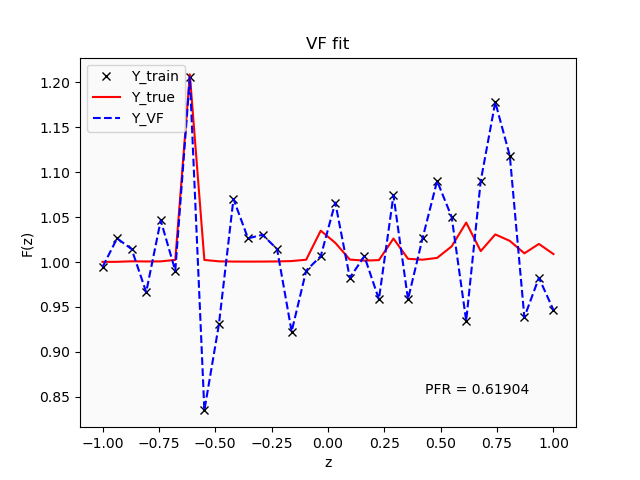 VF fit
Y_train
Y_true
Y_VF
1.20
1.15
1.10
1.05
1.00
0.95
0.90
0.85
F(z)
PFR = 0.61904
−1.00 −0.75 −0.50 −0.25 0.00 0.25 0.50 0.75 1.00
z